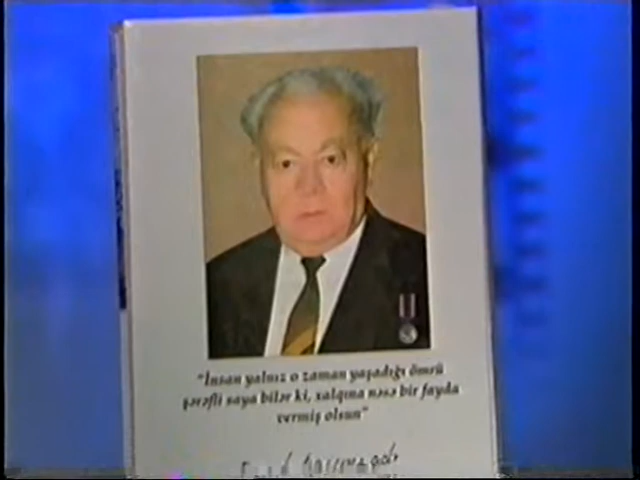 "İnsan yalnız o zaman yaşadığı ömrü
şərəfli saya bilər ki, xalqına nəsə bir fayda
vermiş olsun"